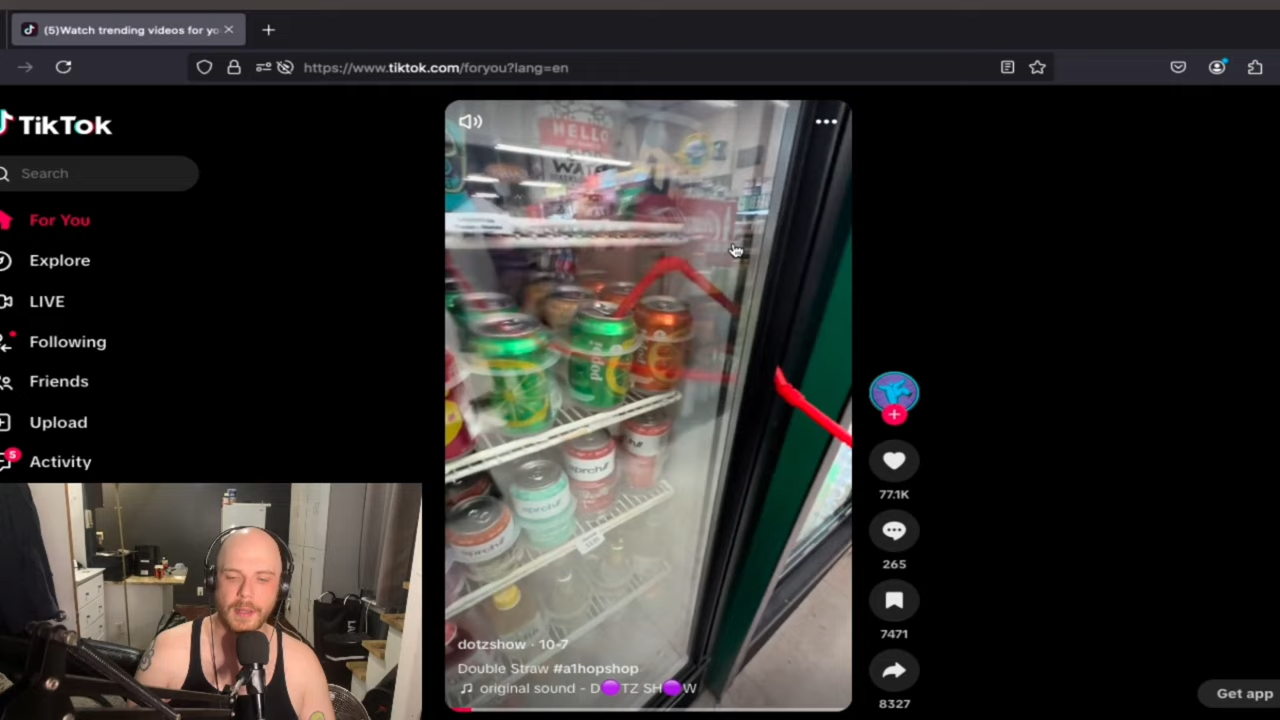 (5)Watch trending videos for yo
https://www.tiktok.com/foryou?lang=en
TikTok
Search
For You
Explore
LIVE
Following
Friends
Upload
5
Activity
HELLO
poppi
77.1K
265
7471
8327
dotzshow · 10-7
Double Straw #a1hopshop
original sound - D🟣TZ SH🟣W
Get app